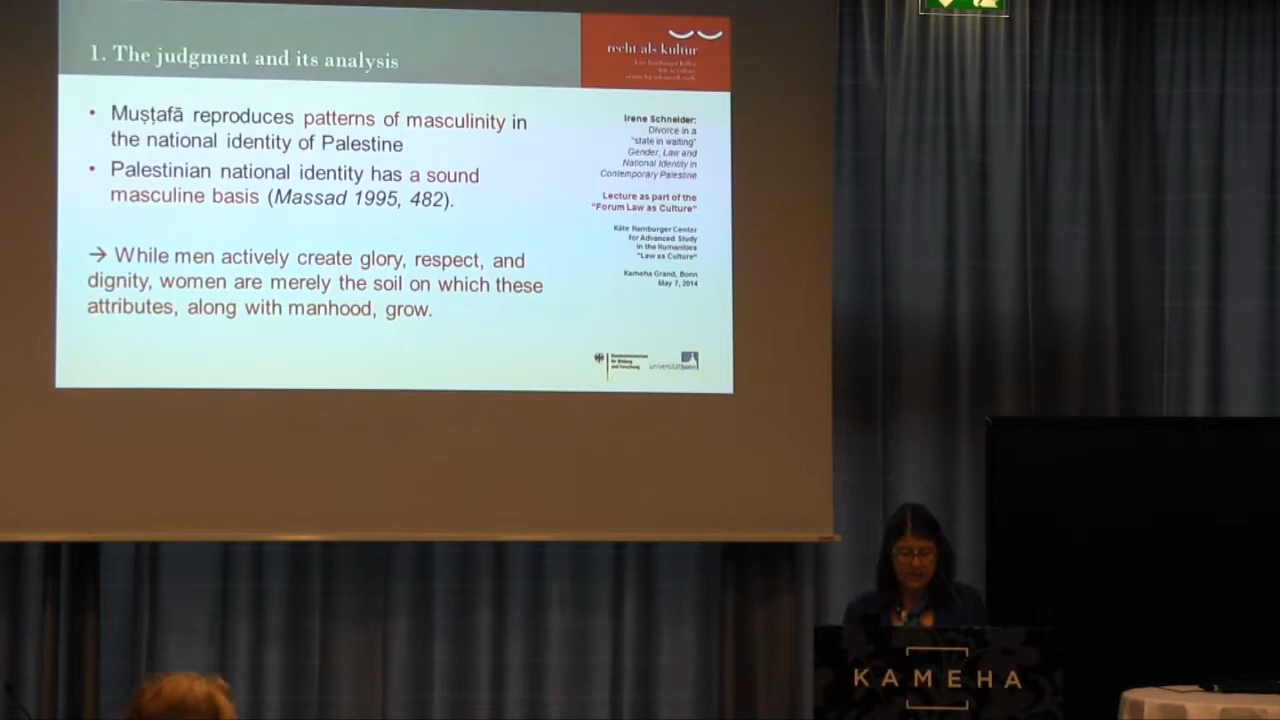 1. The judgment and its analysis
recht als kultur
• Muṣṭafā reproduces patterns of masculinity in
the national identity of Palestine
• Palestinian national identity has a sound
masculine basis (Massad 1995, 482).
→ While men actively create glory, respect, and
dignity, women are merely the soil on which these
attributes, along with manhood, grow.
Irene Schneider:
Divorce in a
"state in waiting"
Gender, Law and
National Identity in
Contemporary Palestine
Lecture as part of the
"Forum Law as Culture"
Käte Hamburger Center
for Advanced Study
in the Humanities
"Law as Culture"
Kameha Grand, Bonn
May 7, 2014
universitätbonn
KAMEHA